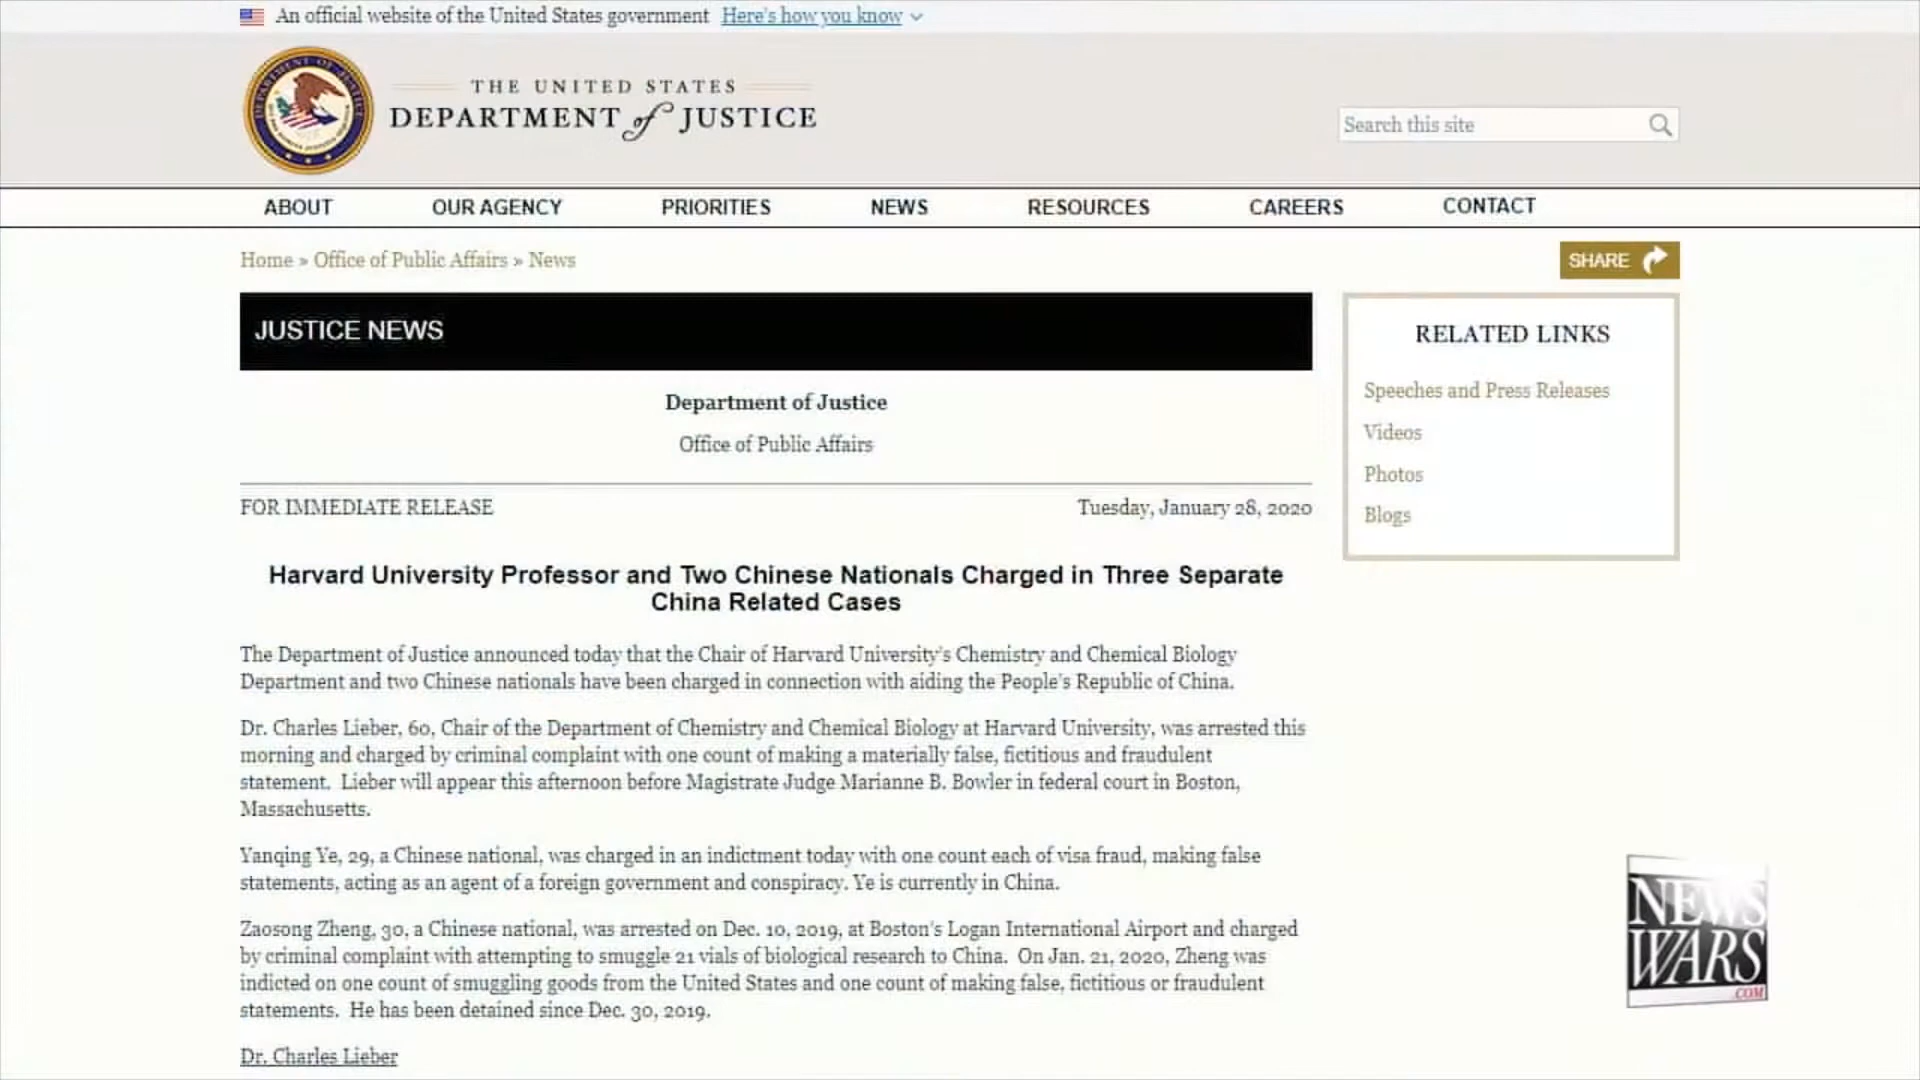 An official website of the United States government Here's how you know
THE UNITED STATES
DEPARTMENT of JUSTICE
Search this site
ABOUT OUR AGENCY PRIORITIES NEWS RESOURCES CAREERS CONTACT
Home » Office of Public Affairs » News
SHARE
JUSTICE NEWS
RELATED LINKS
Speeches and Press Releases
Videos
Photos
Blogs
Department of Justice
Office of Public Affairs
FOR IMMEDIATE RELEASE
Tuesday, January 28, 2020
Harvard University Professor and Two Chinese Nationals Charged in Three Separate
China Related Cases
The Department of Justice announced today that the Chair of Harvard University's Chemistry and Chemical Biology
Department and two Chinese nationals have been charged in connection with aiding the People's Republic of China.
Dr. Charles Lieber, 60, Chair of the Department of Chemistry and Chemical Biology at Harvard University, was arrested this
morning and charged by criminal complaint with one count of making a materially false, fictitious and fraudulent
statement. Lieber will appear this afternoon before Magistrate Judge Marianne B. Bowler in federal court in Boston,
Massachusetts.
Yanqing Ye, 29, a Chinese national, was charged in an indictment today with one count each of visa fraud, making false
statements, acting as an agent of a foreign government and conspiracy. Ye is currently in China.
Zaosong Zheng, 30, a Chinese national, was arrested on Dec. 10, 2019, at Boston's Logan International Airport and charged
by criminal complaint with attempting to smuggle 21 vials of biological research to China. On Jan. 21, 2020, Zheng was
indicted on one count of smuggling goods from the United States and one count of making false, fictitious or fraudulent
statements. He has been detained since Dec. 30, 2019.
Dr. Charles Lieber
NEWS
WARS
.COM